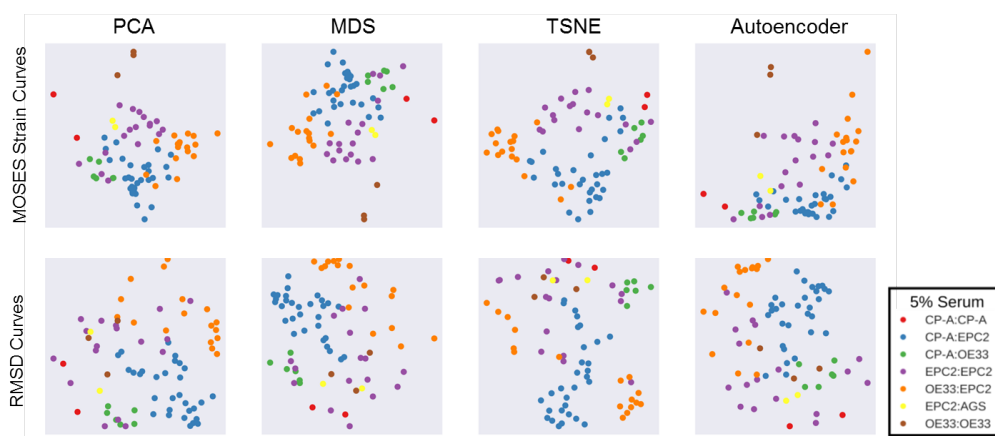 PCA MDS TSNE Autoencoder
MOSES Strain Curves
RMSD Curves
5% Serum
CP-A:CP-A
CP-A:EPC2
CP-A:OE33
EPC2:EPC2
OE33:EPC2
EPC2:AGS
OE33:OE33